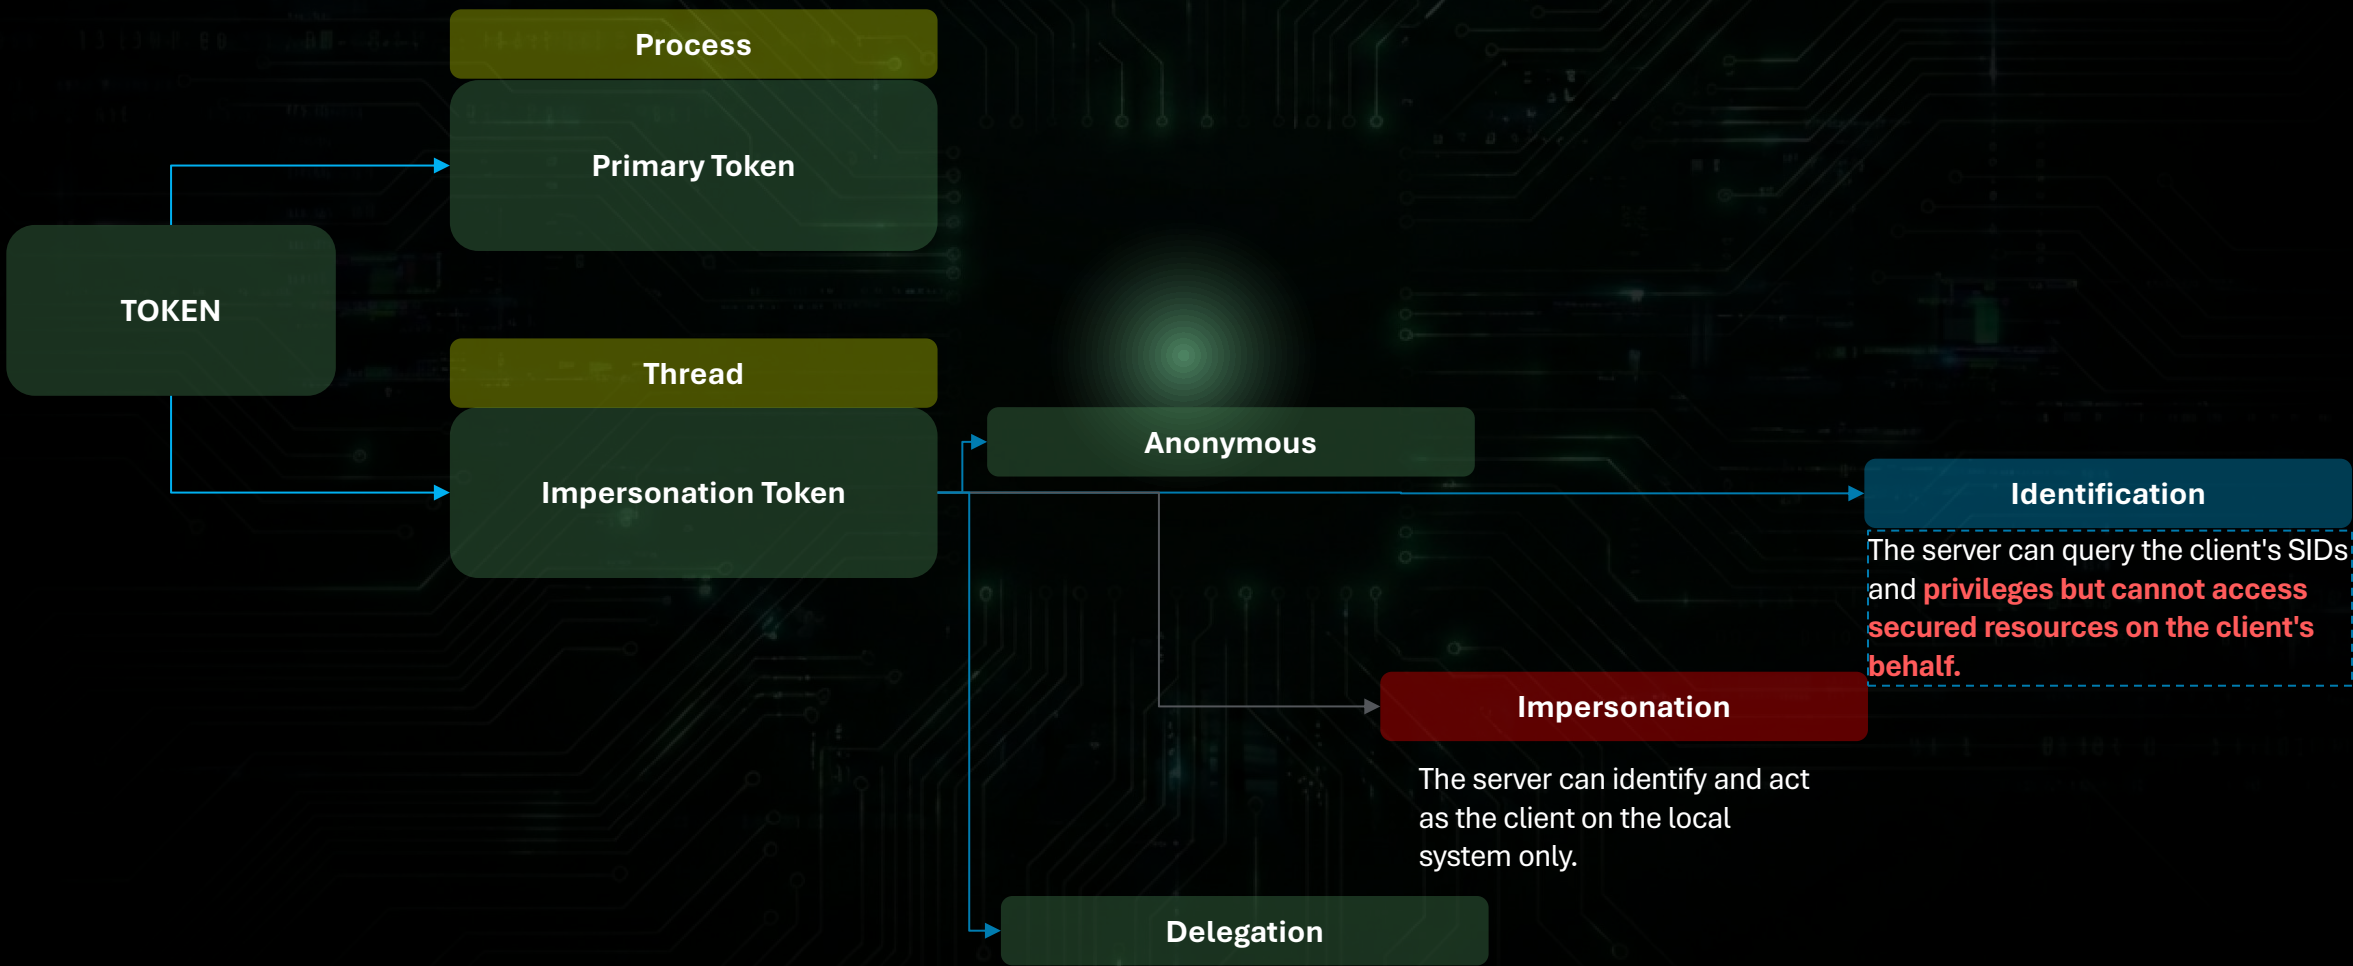 Process
Primary Token
TOKEN
Thread
Impersonation Token
Anonymous
Identification
The server can query the client's SIDs
and privileges but cannot access
secured resources on the client's
behalf.
Impersonation
The server can identify and act
as the client on the local
system only.
Delegation